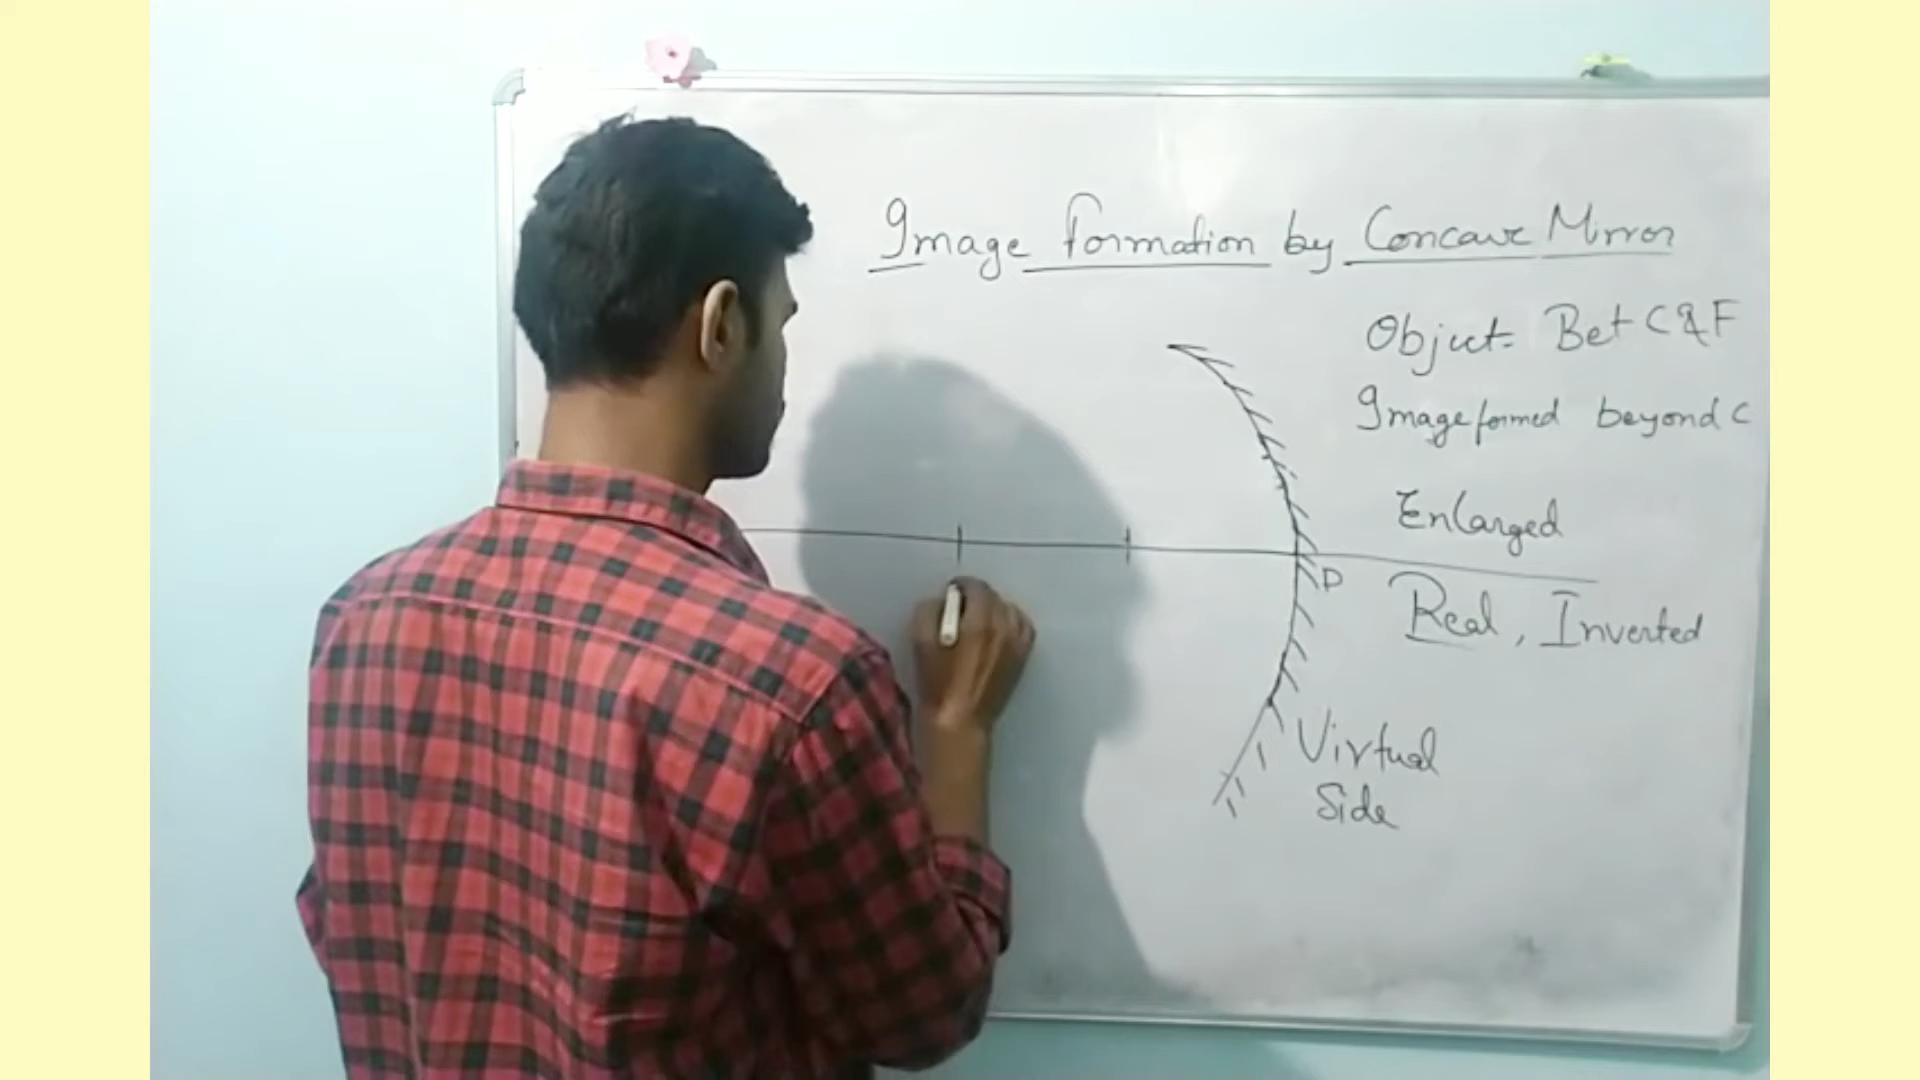 Image formation by Concave Mirror
Object- Bet C & F
Image formed beyond C
Enlarged
P
Real, Inverted
Virtual
Side